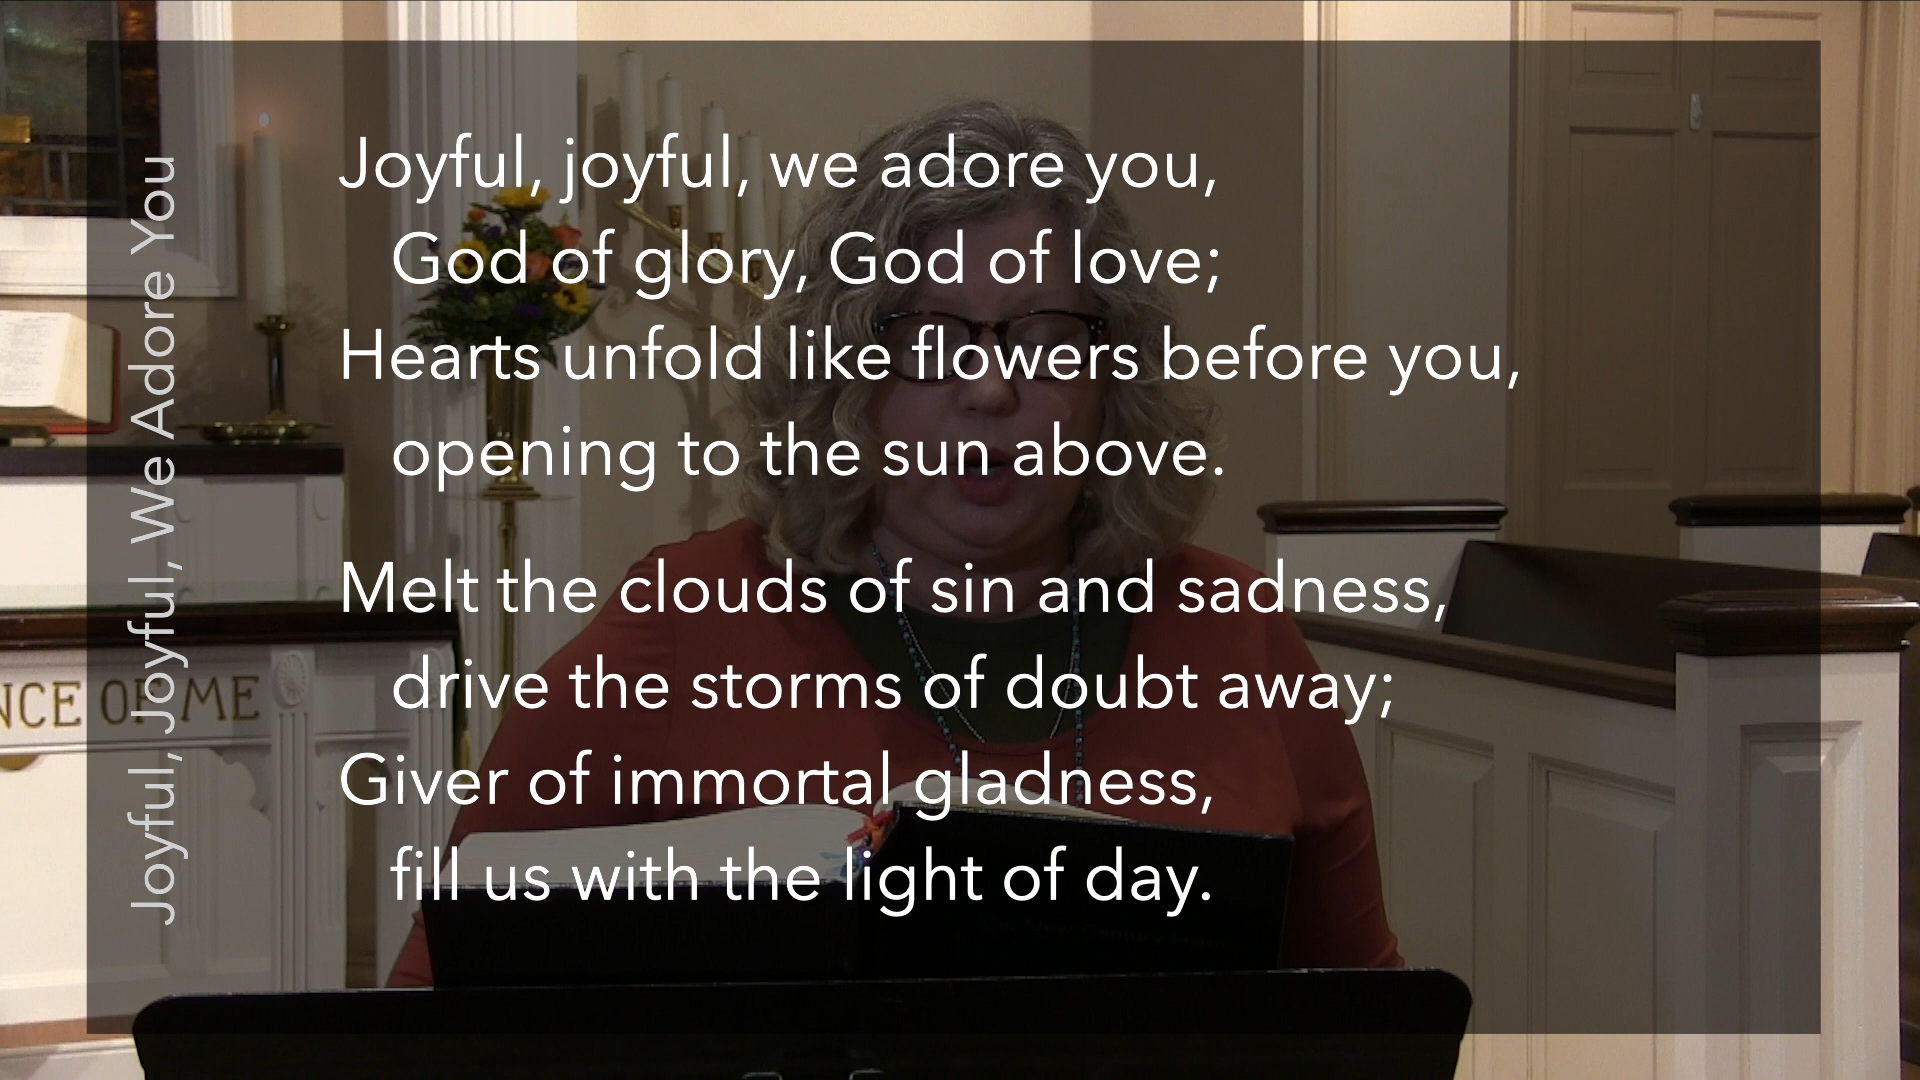 Joyful, Joyful, We Adore You
Joyful, joyful, we adore you,
God of glory, God of love;
Hearts unfold like flowers before you,
opening to the sun above.
Melt the clouds of sin and sadness,
drive the storms of doubt away;
Giver of immortal gladness,
fill us with the light of day.
NCE OF ME